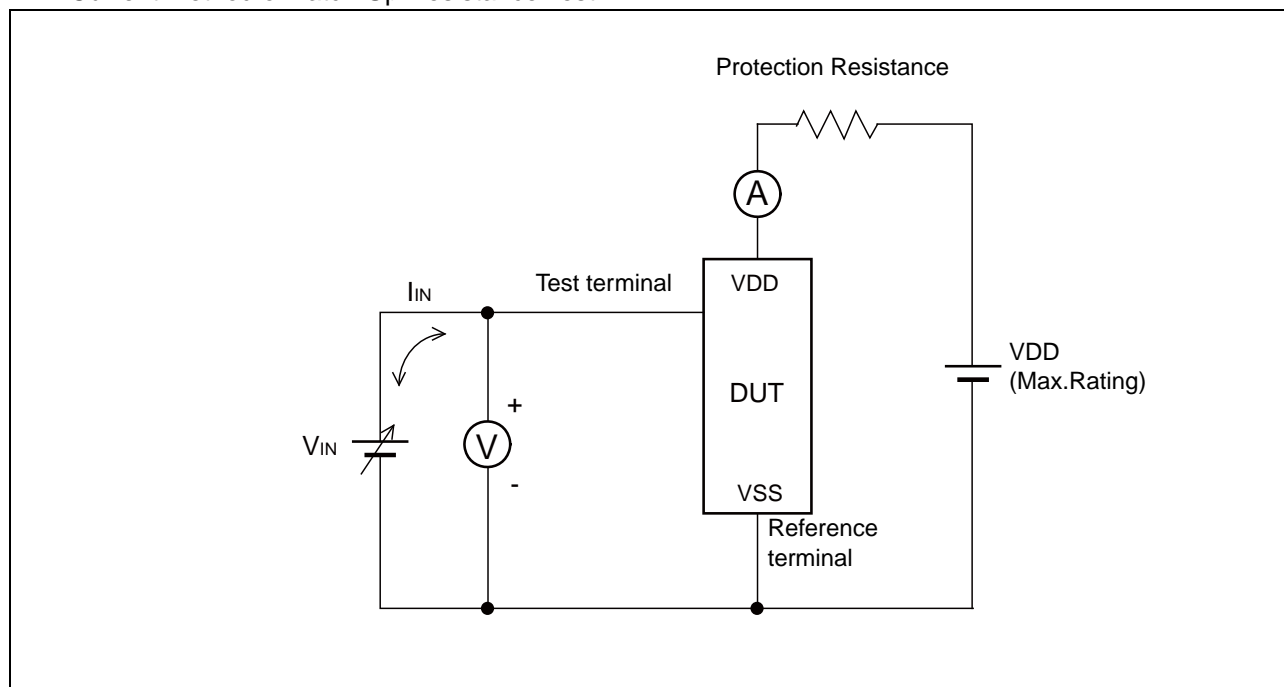 Protection Resistance
A
IIN
Test terminal
VDD
VDD
(Max.Rating)
DUT
VIN
+
V
-
VSS
Reference
terminal